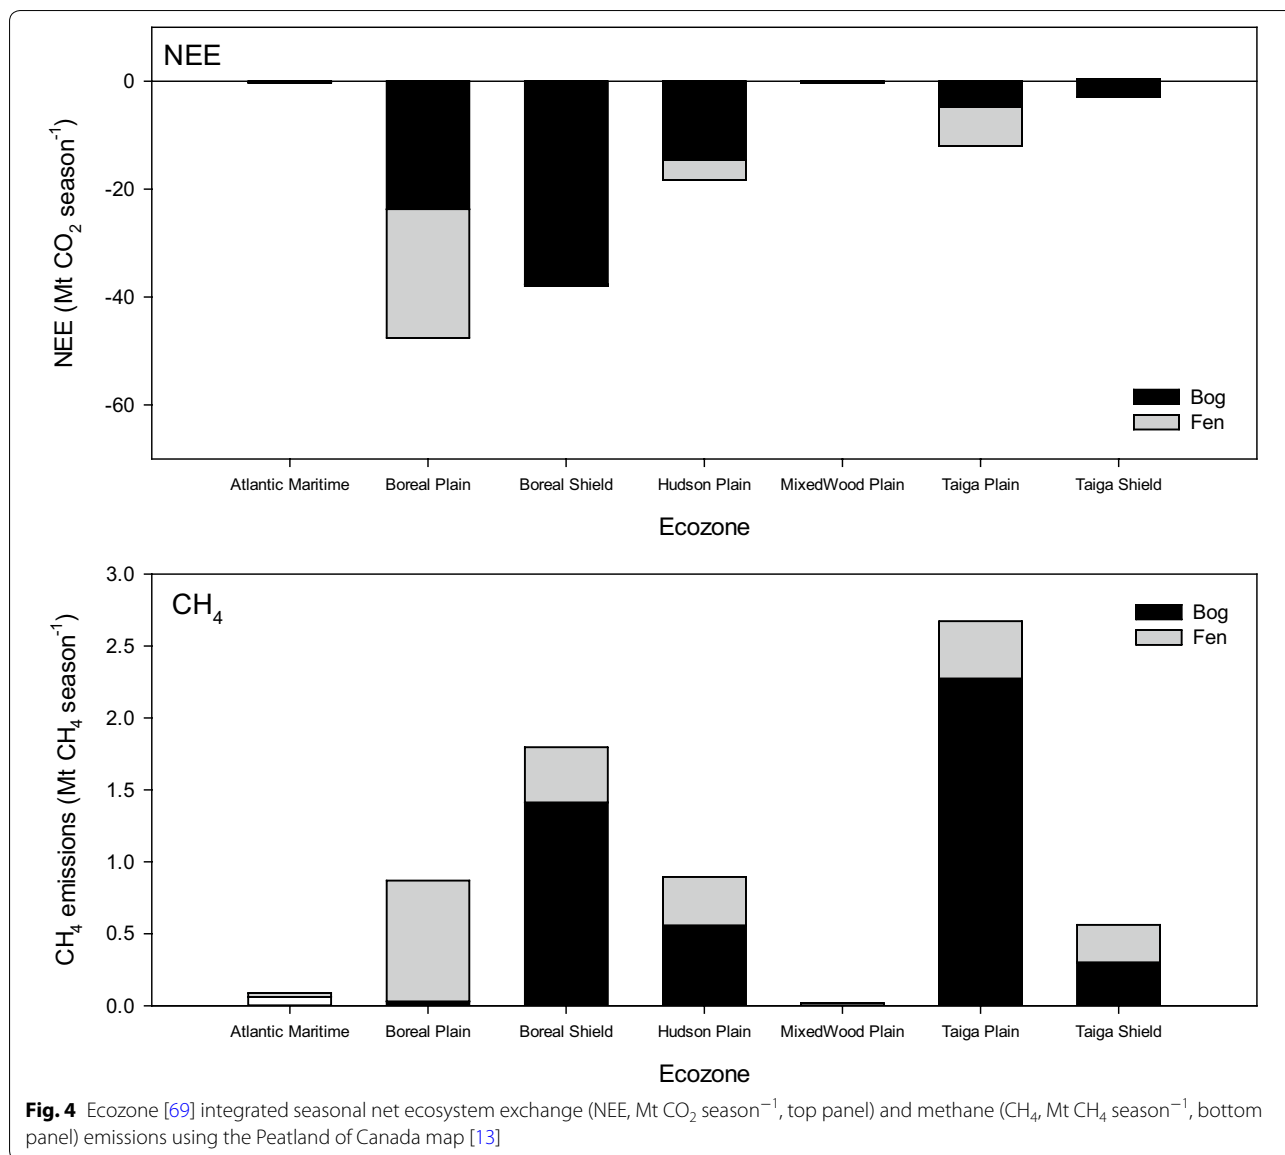 NEE
0
-20
-40
-60
NEE (Mt CO₂ season⁻¹)
Bog
Fen
Atlantic Maritime Boreal Plain Boreal Shield Hudson Plain MixedWood Plain Taiga Plain Taiga Shield
Ecozone
CH₄
3.0
2.5
2.0
1.5
1.0
0.5
0.0
CH₄ emissions (Mt CH₄ season⁻¹)
Bog
Fen
Atlantic Maritime Boreal Plain Boreal Shield Hudson Plain MixedWood Plain Taiga Plain Taiga Shield
Ecozone
Fig. 4 Ecozone [69] integrated seasonal net ecosystem exchange (NEE, Mt CO₂ season⁻¹, top panel) and methane (CH₄, Mt CH₄ season⁻¹, bottom
panel) emissions using the Peatland of Canada map [13]